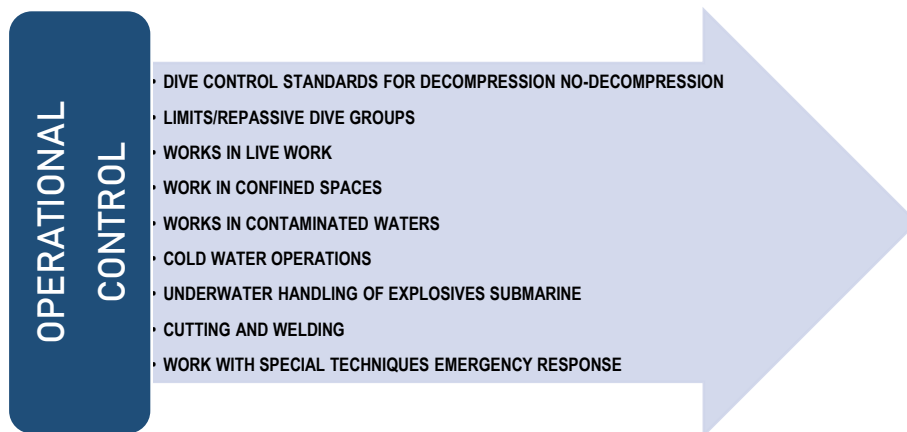 OPERATIONAL
CONTROL
• DIVE CONTROL STANDARDS FOR DECOMPRESSION NO-DECOMPRESSION
• LIMITS/REPASSIVE DIVE GROUPS
• WORKS IN LIVE WORK
• WORK IN CONFINED SPACES
• WORKS IN CONTAMINATED WATERS
• COLD WATER OPERATIONS
• UNDERWATER HANDLING OF EXPLOSIVES SUBMARINE
• CUTTING AND WELDING
• WORK WITH SPECIAL TECHNIQUES EMERGENCY RESPONSE